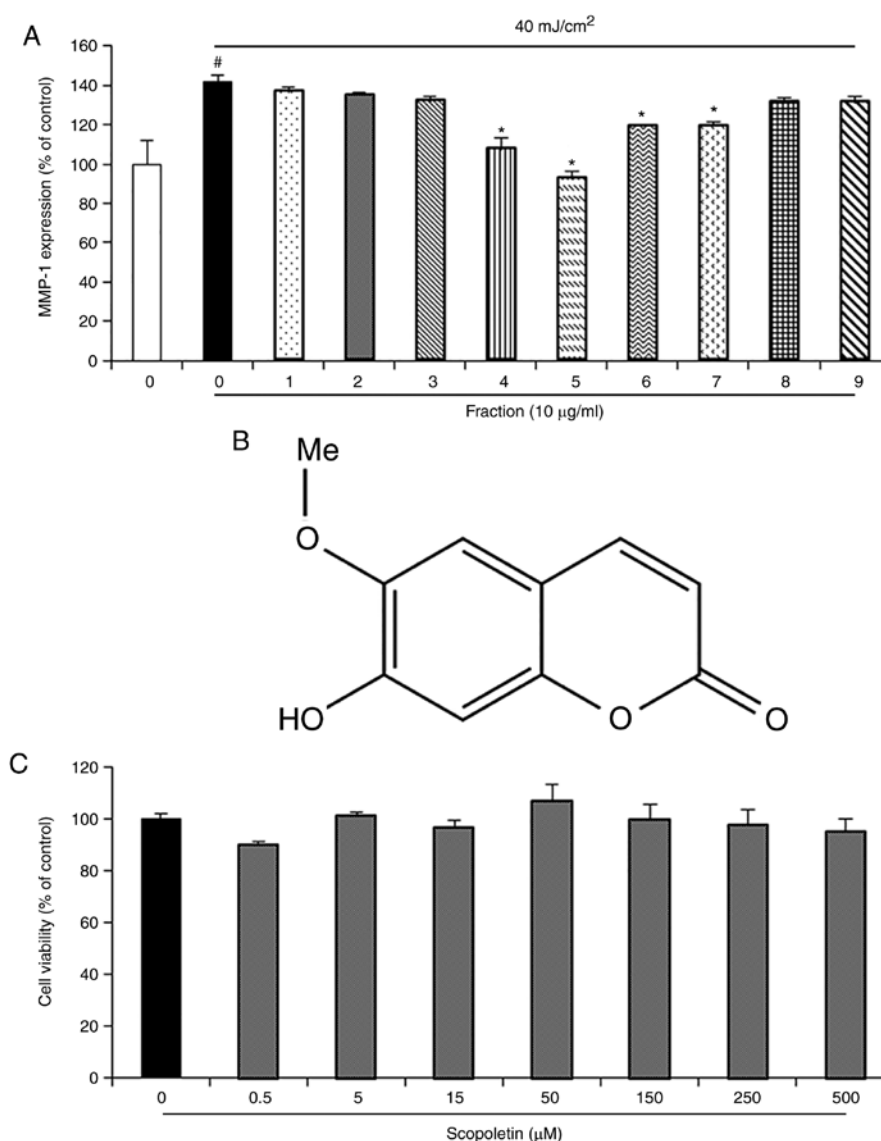 A
40 mJ/cm²
MMP-1 expression (% of control)
160
140
120
100
80
60
40
20
0
#
*
*
*
*
0 0 1 2 3 4 5 6 7 8 9
Fraction (10 µg/ml)
B
Me
O
HO
O
O
C
Cell viability (% of control)
120
100
80
60
40
20
0
0 0.5 5 15 50 150 250 500
Scopoletin (µM)